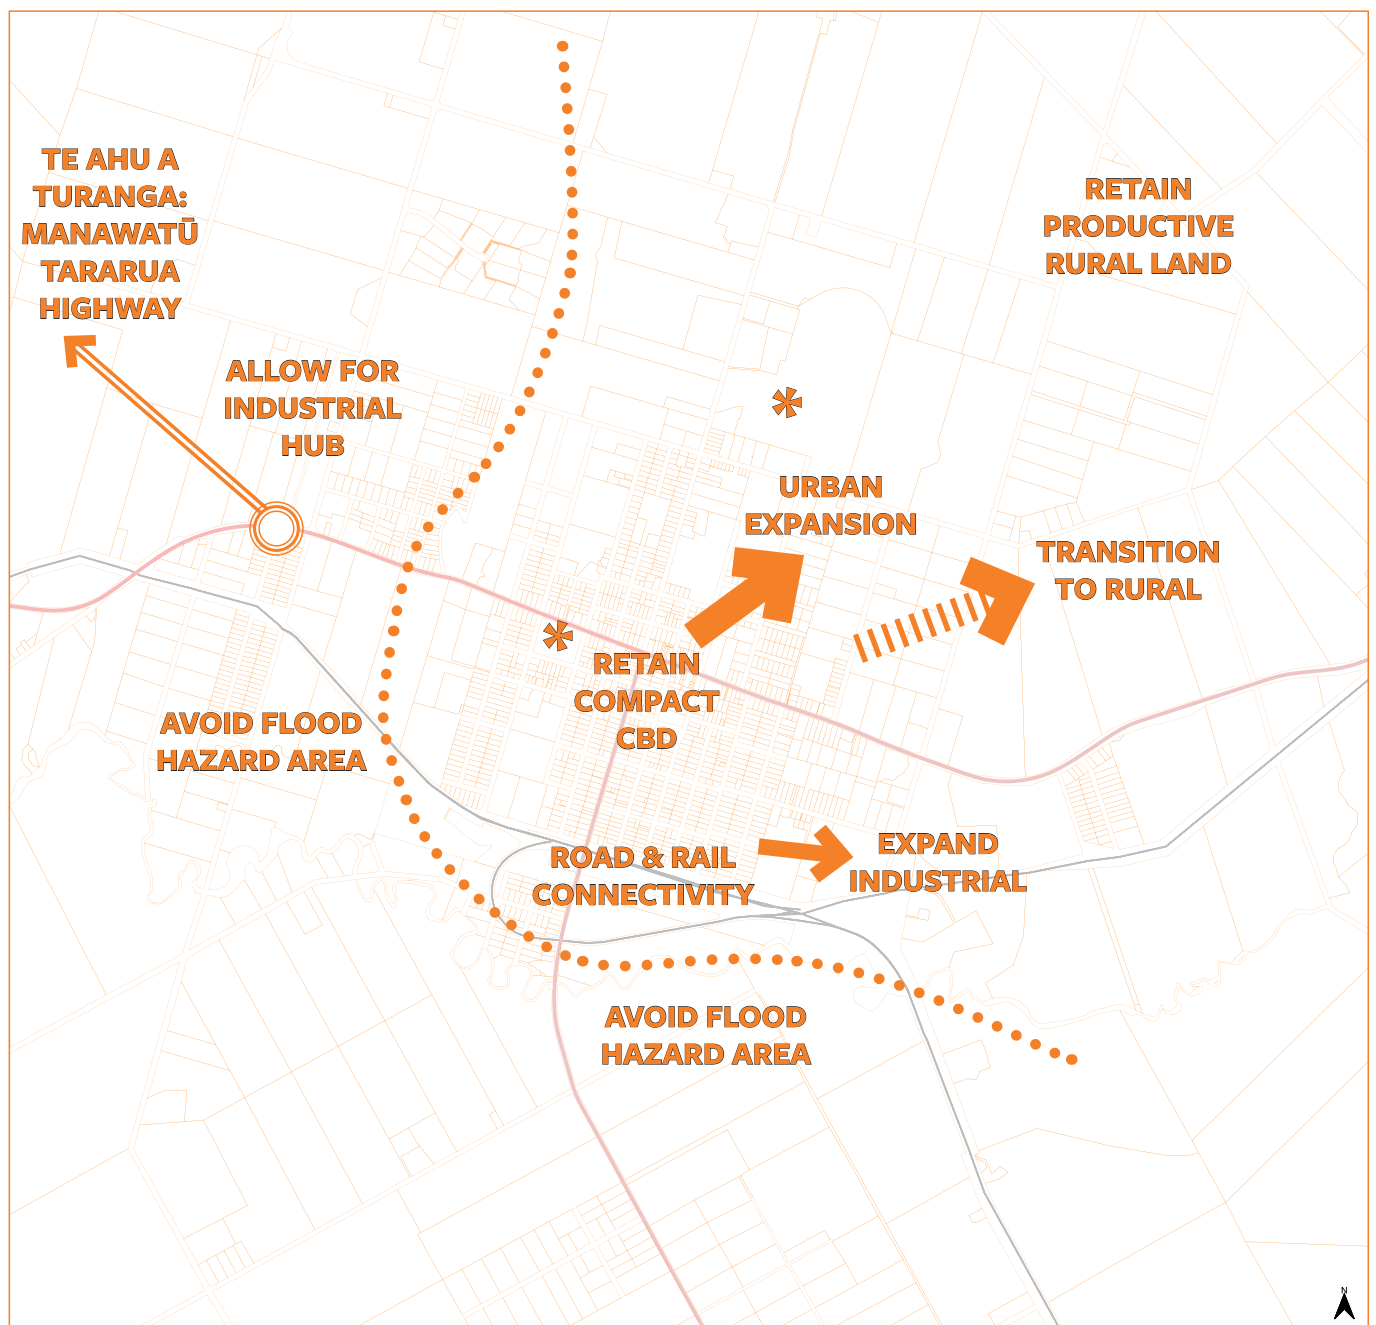 TE AHU A
TURANGA:
MANAWATŪ
TARARUA
HIGHWAY
RETAIN
PRODUCTIVE
RURAL LAND
ALLOW FOR
INDUSTRIAL
HUB
URBAN
EXPANSION
TRANSITION
TO RURAL
RETAIN
COMPACT
CBD
AVOID FLOOD
HAZARD AREA
ROAD & RAIL
CONNECTIVITY
EXPAND
INDUSTRIAL
AVOID FLOOD
HAZARD AREA
N